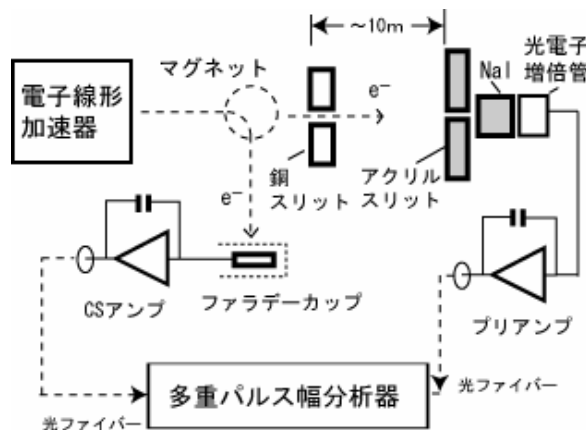 ~10m
マグネット
電子線形
加速器
e−
NaI
光電子
増倍管
銅
スリット
アクリル
スリット
e−
CSアンプ
ファラデーカップ
プリアンプ
多重パルス幅分析器
光ファイバー
光ファイバー